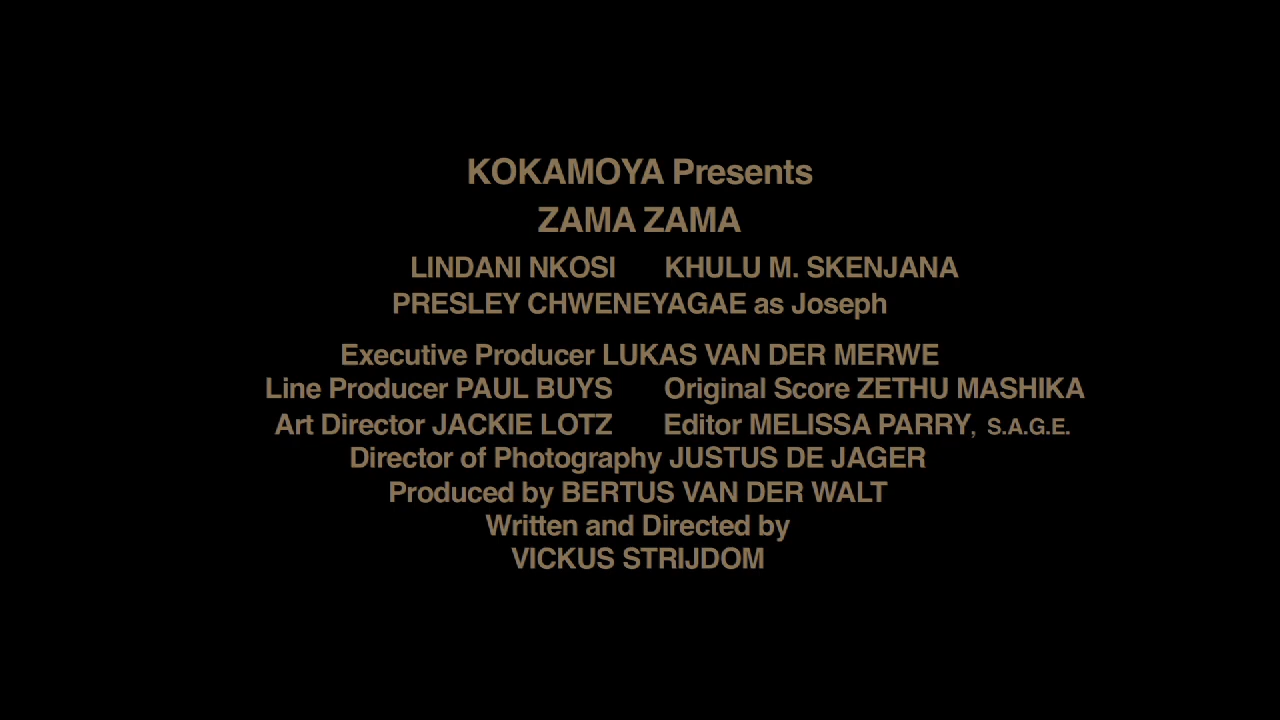 KOKAMOYA Presents
ZAMA ZAMA
LINDANI NKOSI KHULU M. SKENJANA
PRESLEY CHWENEYAGAE as Joseph
Executive Producer LUKAS VAN DER MERWE
Line Producer PAUL BUYS Original Score ZETHU MASHIKA
Art Director JACKIE LOTZ Editor MELISSA PARRY, S.A.G.E.
Director of Photography JUSTUS DE JAGER
Produced by BERTUS VAN DER WALT
Written and Directed by
VICKUS STRIJDOM